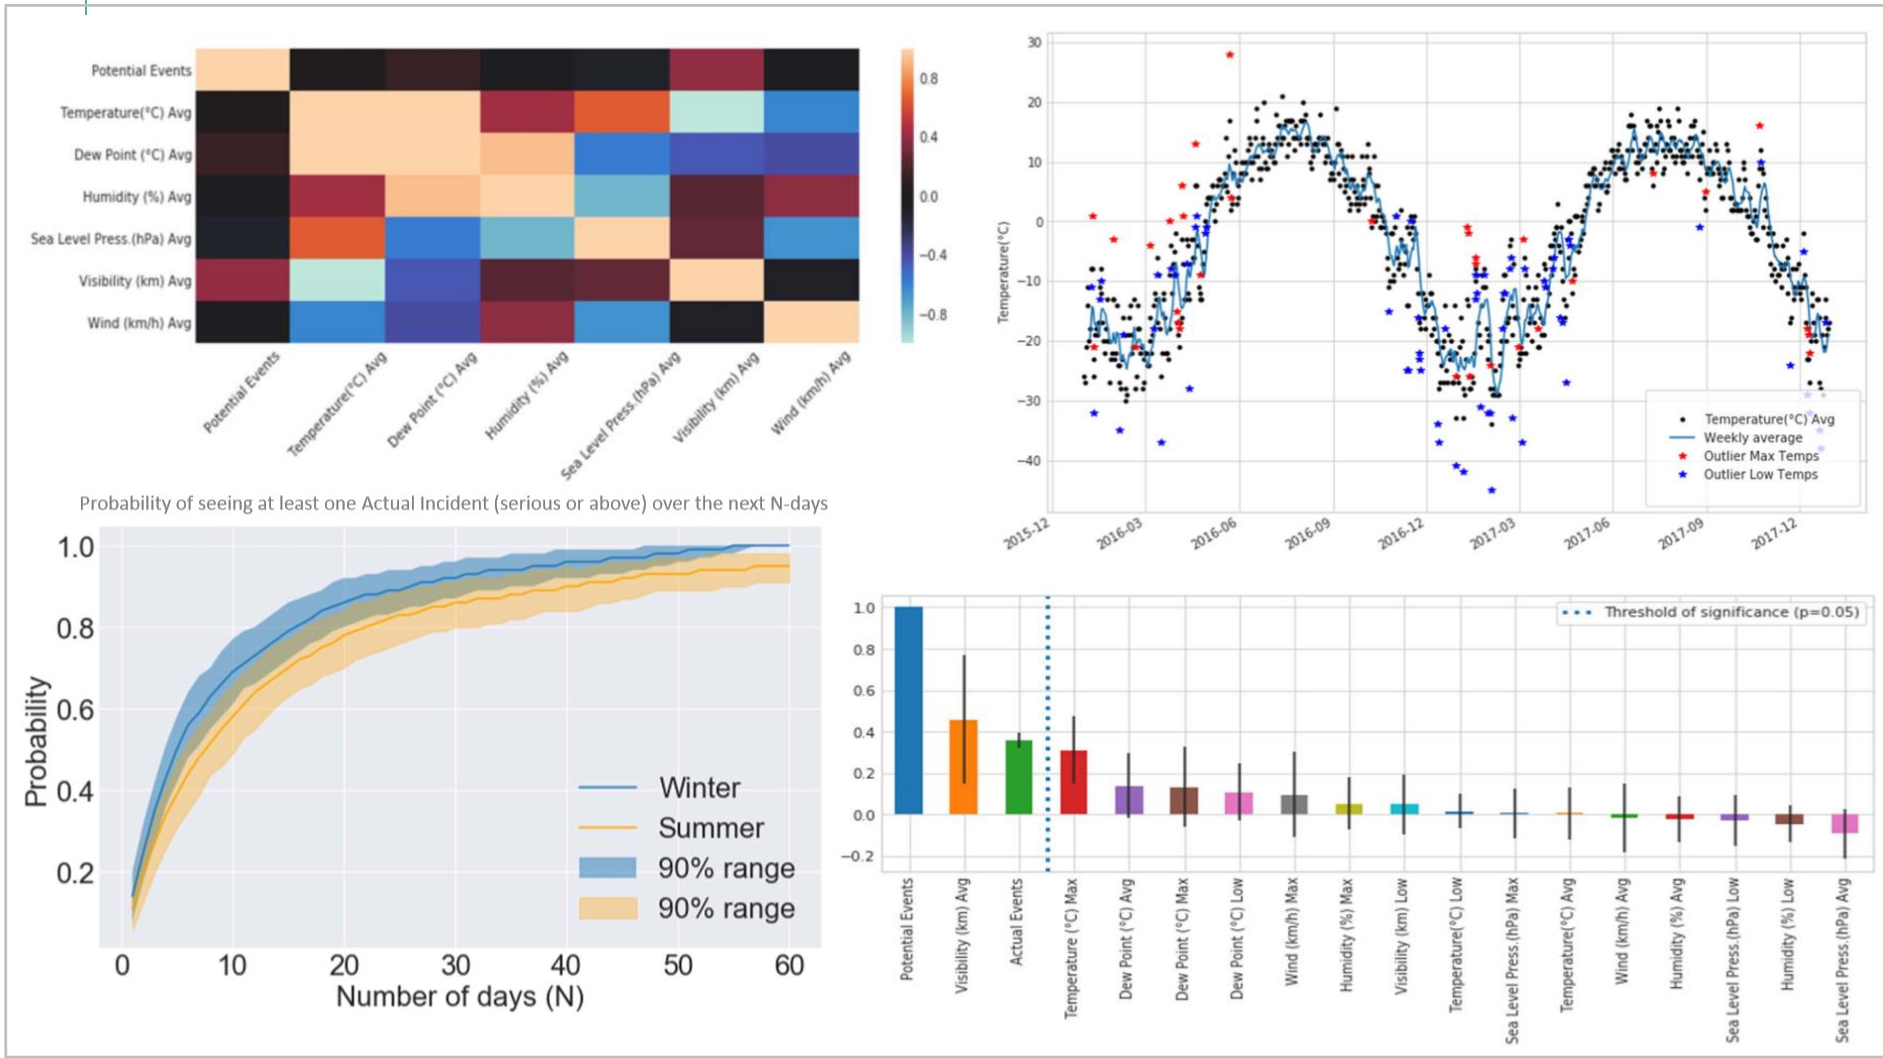 Potential Events
Temperature(°C) Avg
Dew Point (°C) Avg
Humidity (%) Avg
Sea Level Press.(hPa) Avg
Visibility (km) Avg
Wind (km/h) Avg
Potential Events
Temperature(°C) Avg
Dew Point (°C) Avg
Humidity (%) Avg
Sea Level Press.(hPa) Avg
Visibility (km) Avg
Wind (km/h) Avg
0.8
0.4
0.0
−0.4
−0.8
30
20
10
0
−10
−20
−30
−40
Temperature(°C)
2015-12
2016-03
2016-06
2016-09
2016-12
2017-03
2017-06
2017-09
2017-12
Temperature(°C) Avg
Weekly average
Outlier Max Temps
Outlier Low Temps
Probability of seeing at least one Actual Incident (serious or above) over the next N-days
1.0
0.8
0.6
0.4
0.2
Probability
0
10
20
30
40
50
60
Number of days (N)
Winter
Summer
90% range
90% range
1.0
0.8
0.6
0.4
0.2
0.0
−0.2
Threshold of significance (p=0.05)
Potential Events
Visibility (km) Avg
Actual Events
Temperature (°C) Max
Dew Point (°C) Avg
Dew Point (°C) Max
Dew Point (°C) Low
Wind (km/h) Max
Humidity (%) Max
Visibility (km) Low
Temperature(°C) Low
Sea Level Press.(hPa) Max
Temperature(°C) Avg
Wind (km/h) Avg
Humidity (%) Avg
Sea Level Press.(hPa) Low
Humidity (%) Low
Sea Level Press.(hPa) Avg